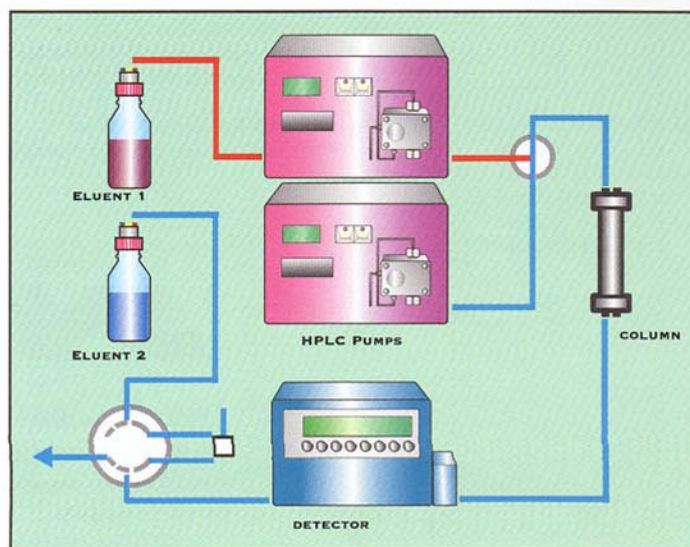 ELUENT 1
ELUENT 2
HPLC PUMPS
COLUMN
DETECTOR